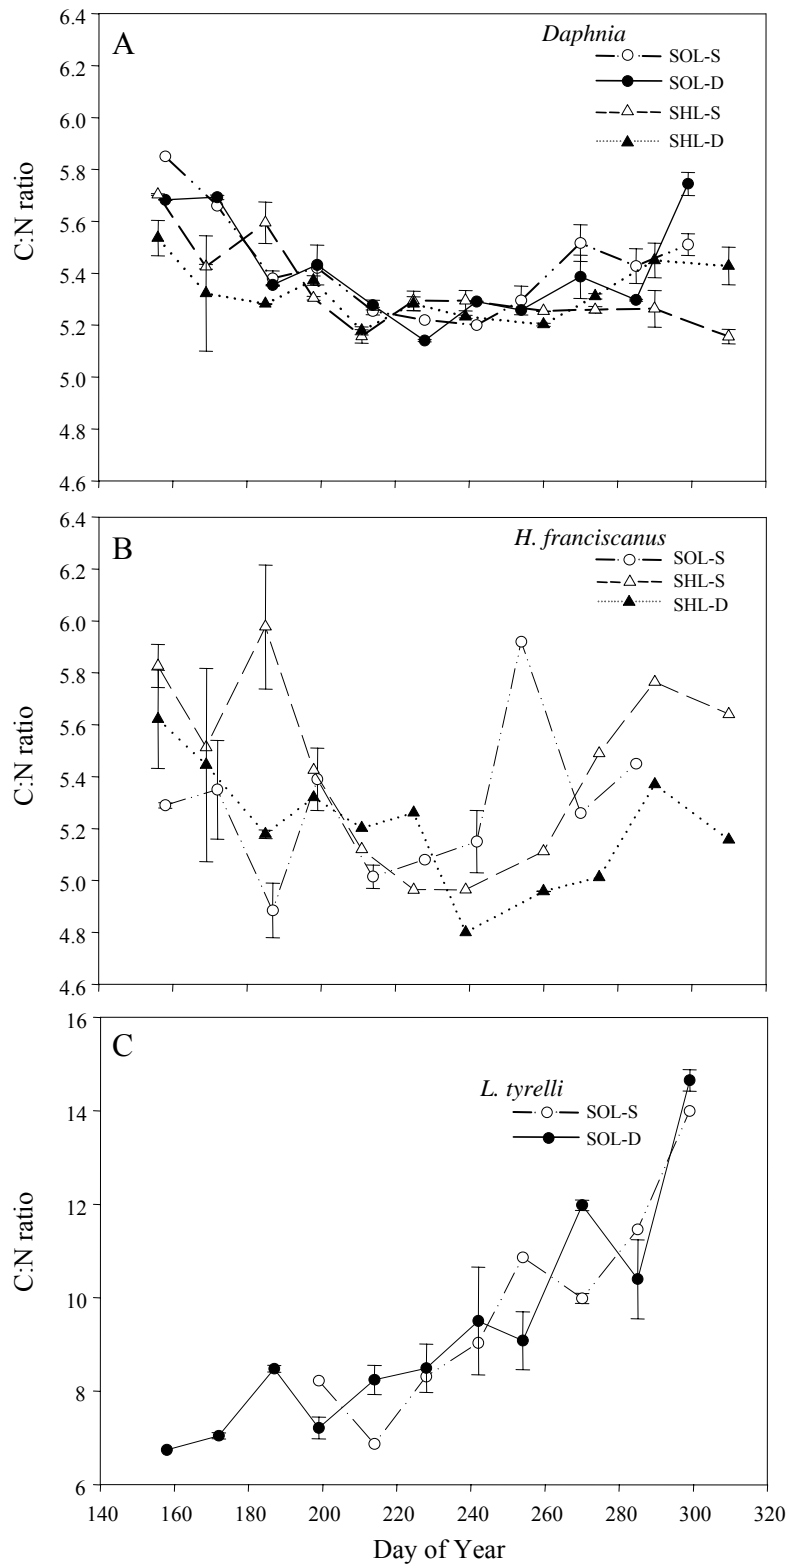 A
Daphnia
SOL-S
SOL-D
SHL-S
SHL-D
C:N ratio
6.4
6.2
6.0
5.8
5.6
5.4
5.2
5.0
4.8
4.6
B
H. franciscanus
SOL-S
SHL-S
SHL-D
C:N ratio
6.4
6.2
6.0
5.8
5.6
5.4
5.2
5.0
4.8
4.6
C
L. tyrelli
SOL-S
SOL-D
C:N ratio
16
14
12
10
8
6
140 160 180 200 220 240 260 280 300 320
Day of Year